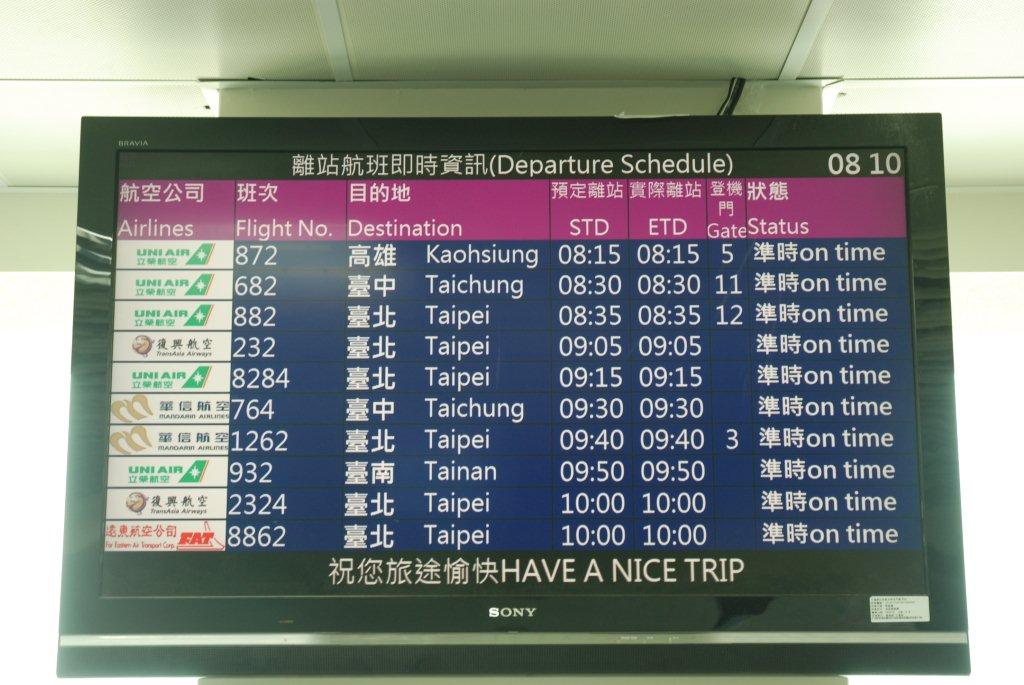 BRAVIA
離站航班即時資訊(Departure Schedule) 08 10
航空公司 班次 目的地 預定離站 實際離站 登機門 狀態
Airlines Flight No. Destination STD ETD Gate Status
UNI AIR 立榮航空 872 高雄 Kaohsiung 08:15 08:15 5 準時on time
UNI AIR 立榮航空 682 臺中 Taichung 08:30 08:30 11 準時on time
UNI AIR 立榮航空 882 臺北 Taipei 08:35 08:35 12 準時on time
復興航空 TransAsia Airways 232 臺北 Taipei 09:05 09:05 準時on time
UNI AIR 立榮航空 8284 臺北 Taipei 09:15 09:15 準時on time
華信航空 MANDARIN AIRLINES 764 臺中 Taichung 09:30 09:30 準時on time
華信航空 MANDARIN AIRLINES 1262 臺北 Taipei 09:40 09:40 3 準時on time
UNI AIR 立榮航空 932 臺南 Tainan 09:50 09:50 準時on time
復興航空 TransAsia Airways 2324 臺北 Taipei 10:00 10:00 準時on time
遠東航空公司 Far Eastern Air Transport Corp. FAT 8862 臺北 Taipei 10:00 10:00 準時on time
祝您旅途愉快HAVE A NICE TRIP
SONY